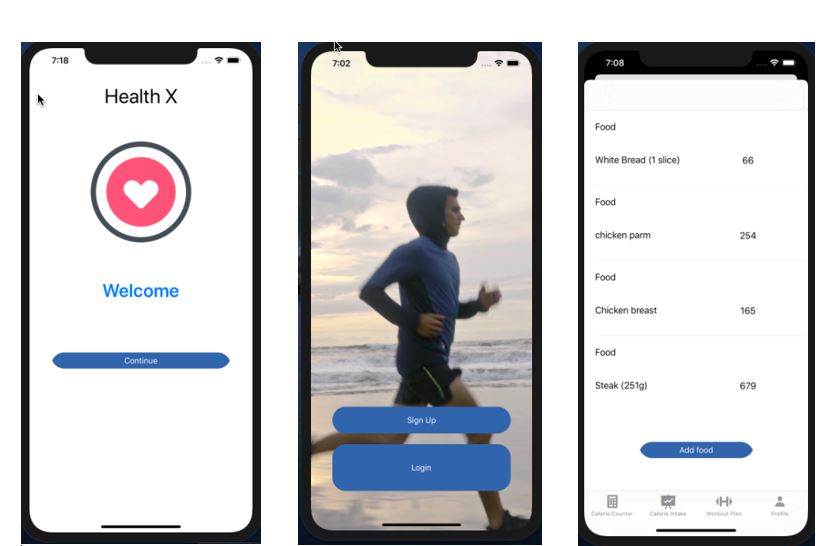 7:18
Health X
Welcome
Continue
7:02
Sign Up
Login
7:08
Food
White Bread (1 slice) 66
Food
chicken parm 254
Food
Chicken breast 165
Food
Steak (251g) 679
Add food
Calorie Counter Calorie Intake Workout Plan Profile